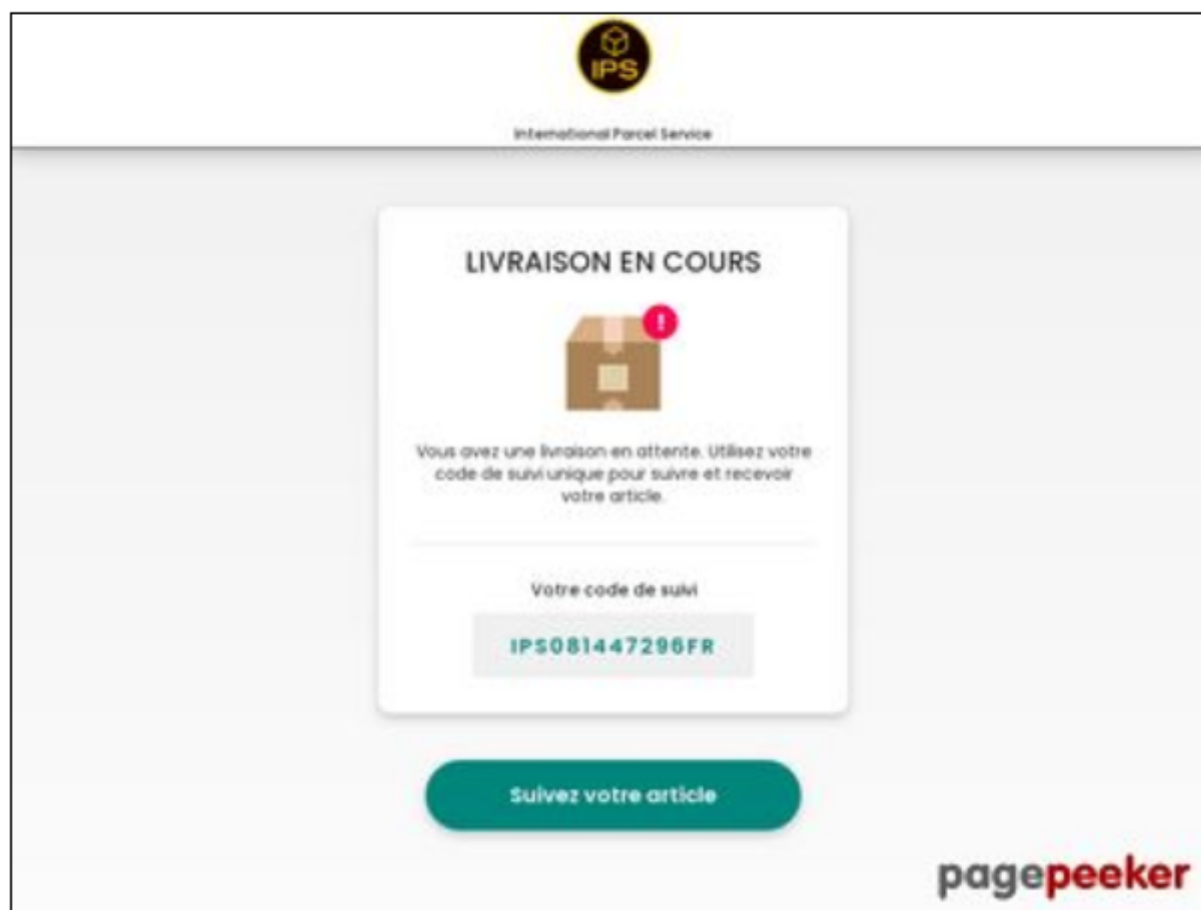 IPS
International Parcel Service
LIVRAISON EN COURS
!
Vous avez une livraison en attente. Utilisez votre
code de suivi unique pour suivre et recevoir
votre article.
Votre code de suivi
IPS081447296FR
Suivez votre article
pagepeeker